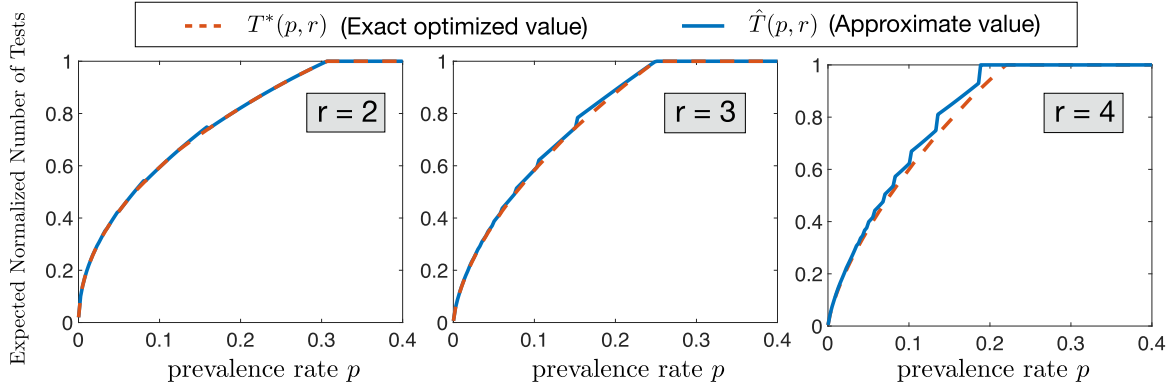 T*(p, r) (Exact optimized value) T̂(p, r) (Approximate value)
Expected Normalized Number of Tests
1
0.8
0.6
0.4
0.2
0
0 0.1 0.2 0.3 0.4
prevalence rate p
r = 2
1
0.8
0.6
0.4
0.2
0
0 0.1 0.2 0.3 0.4
prevalence rate p
r = 3
1
0.8
0.6
0.4
0.2
0
0 0.1 0.2 0.3 0.4
prevalence rate p
r = 4